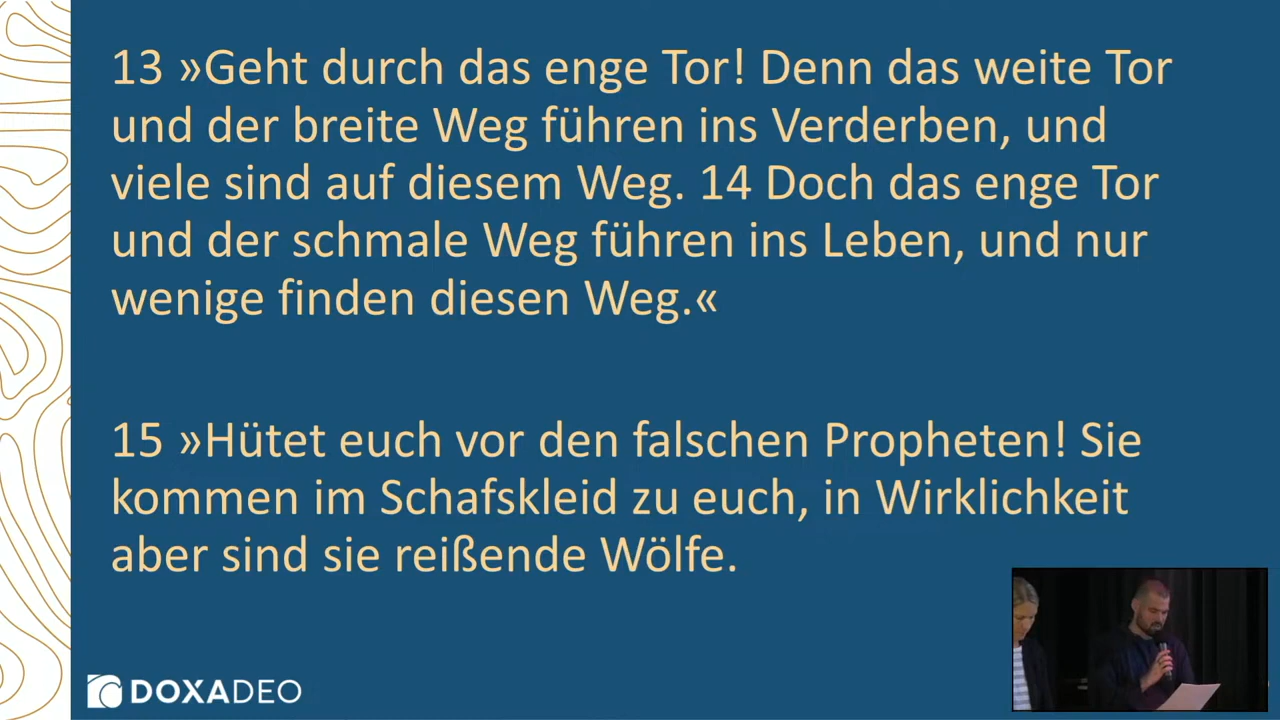 13 »Geht durch das enge Tor! Denn das weite Tor
und der breite Weg führen ins Verderben, und
viele sind auf diesem Weg. 14 Doch das enge Tor
und der schmale Weg führen ins Leben, und nur
wenige finden diesen Weg.«
15 »Hütet euch vor den falschen Propheten! Sie
kommen im Schafskleid zu euch, in Wirklichkeit
aber sind sie reißende Wölfe.
DOXADEO